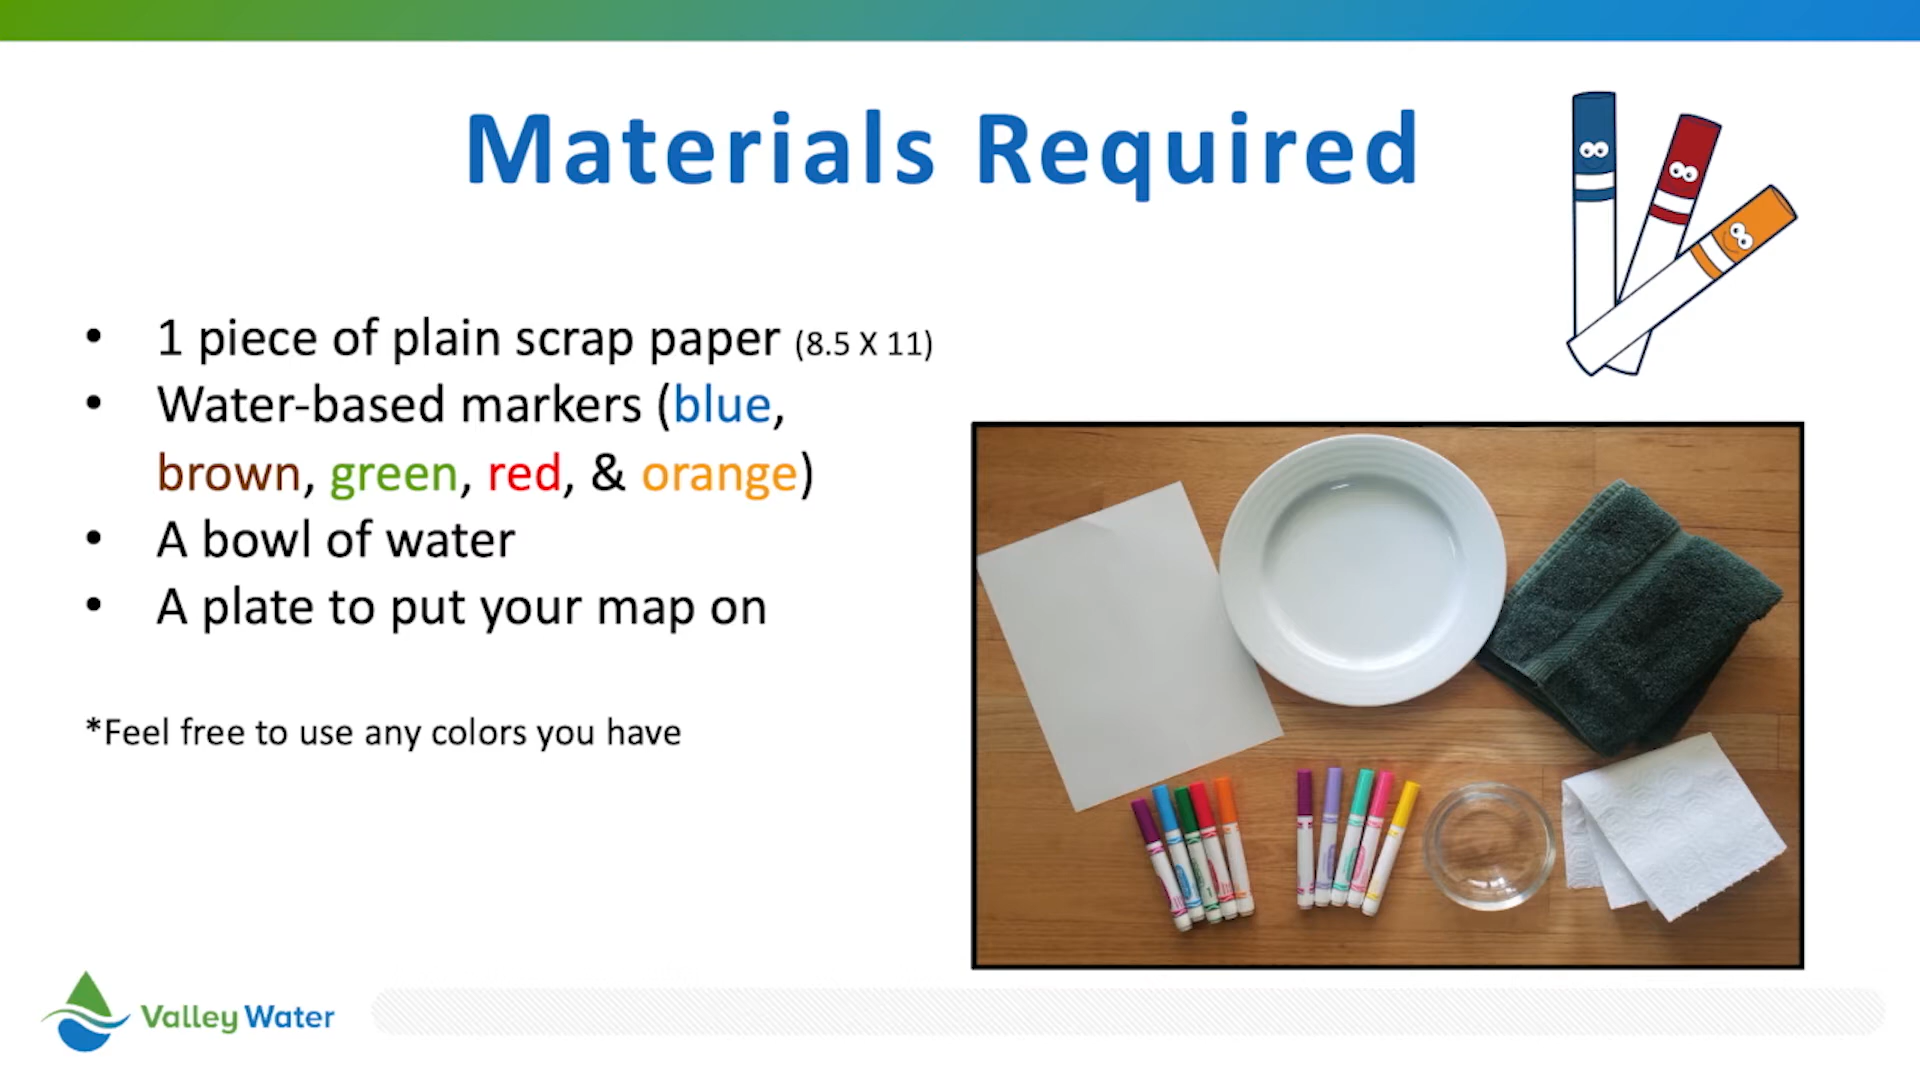 Materials Required
• 1 piece of plain scrap paper (8.5 X 11)
• Water-based markers (blue,
brown, green, red, & orange)
• A bowl of water
• A plate to put your map on
*Feel free to use any colors you have
Valley Water